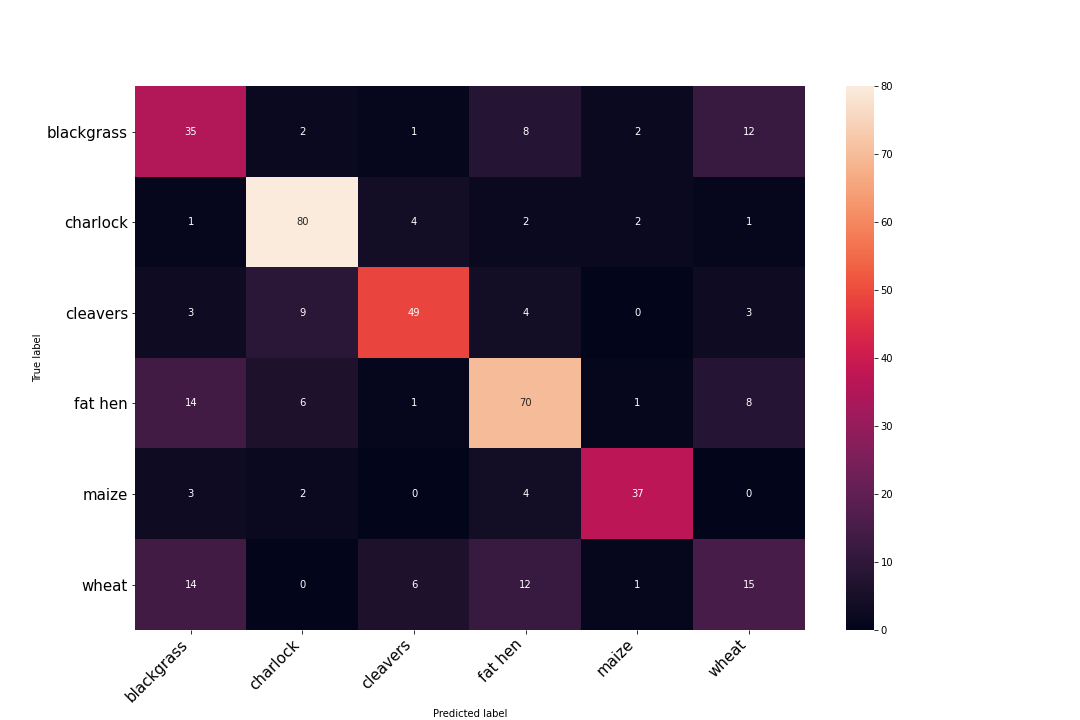 80
blackgrass 35 2 1 8 2 12
70
charlock 1 80 4 2 2 1
60
50
cleavers 3 9 49 4 0 3
True label
40
fat hen 14 6 1 70 1 8
30
20
maize 3 2 0 4 37 0
10
wheat 14 0 6 12 1 15
0
blackgrass charlock cleavers fat hen maize wheat
Predicted label